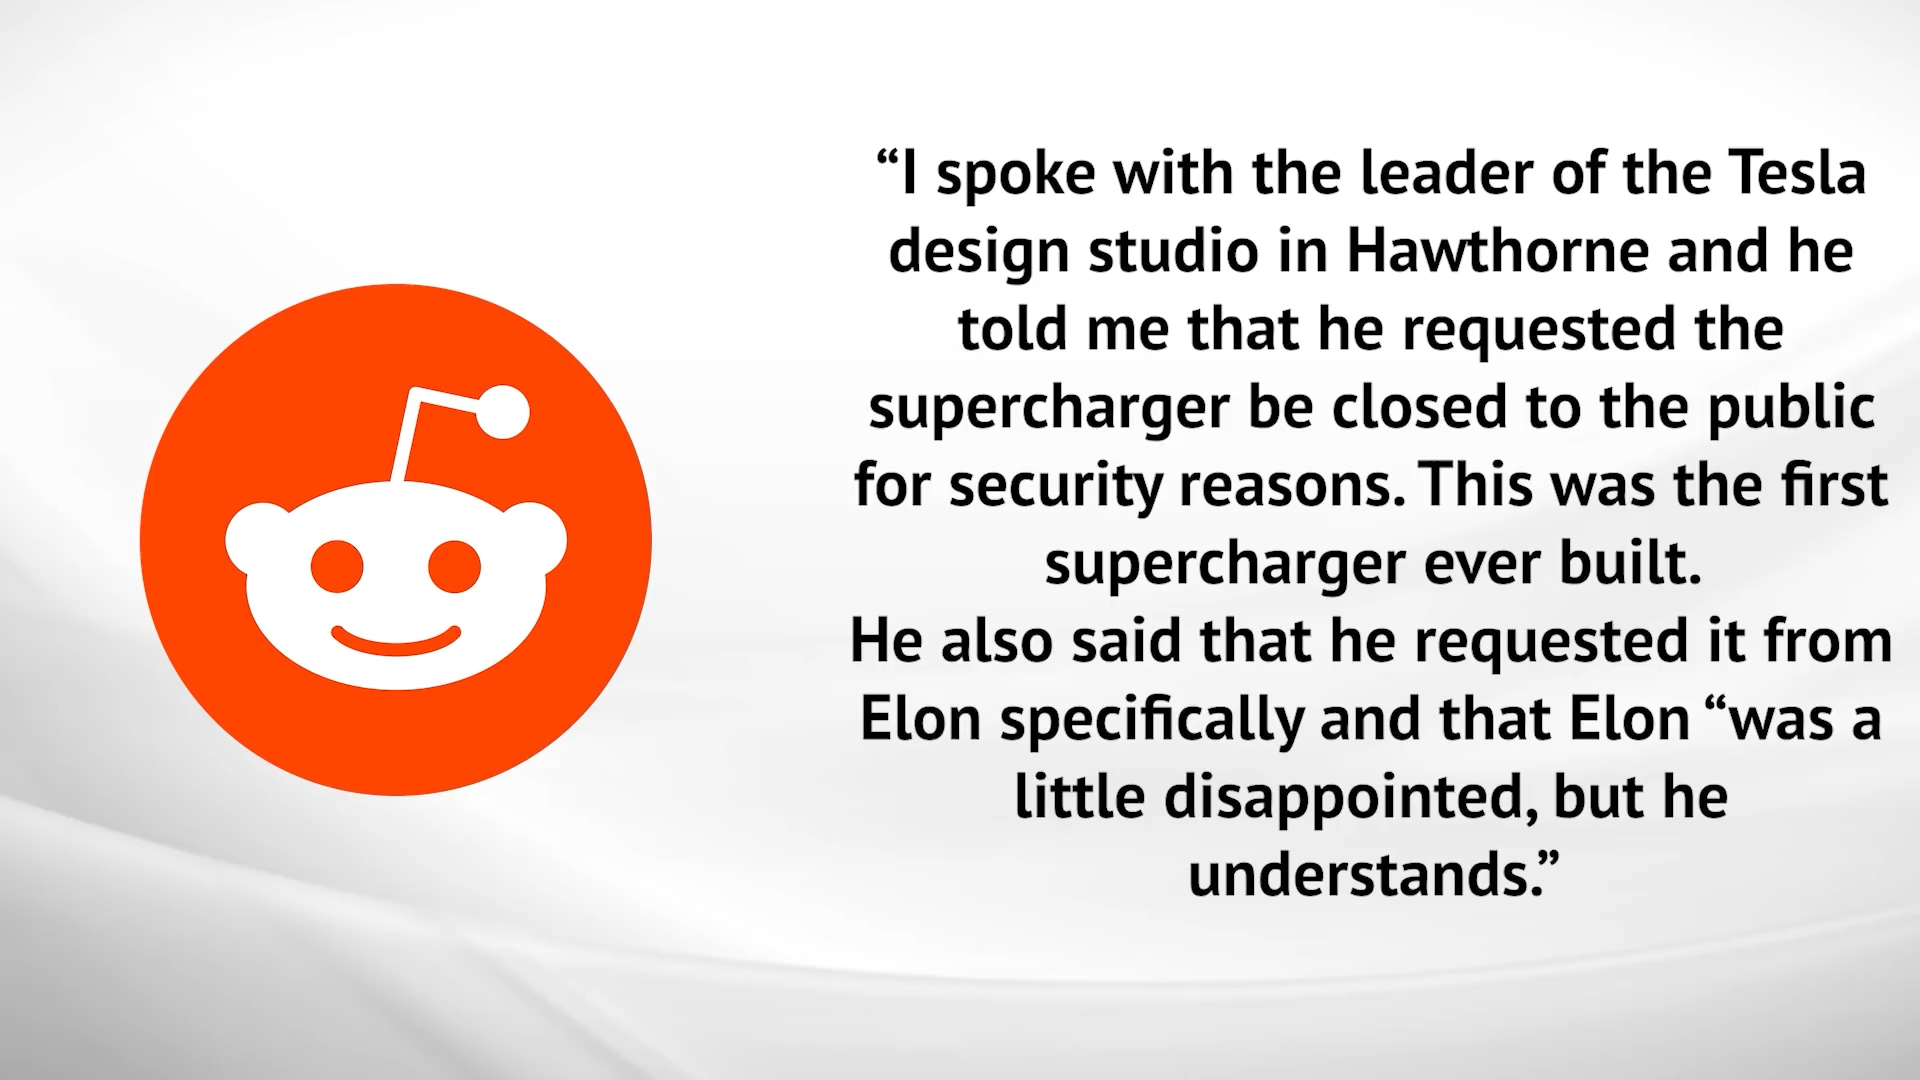 “I spoke with the leader of the Tesla
design studio in Hawthorne and he
told me that he requested the
supercharger be closed to the public
for security reasons. This was the first
supercharger ever built.
He also said that he requested it from
Elon specifically and that Elon “was a
little disappointed, but he
understands.”